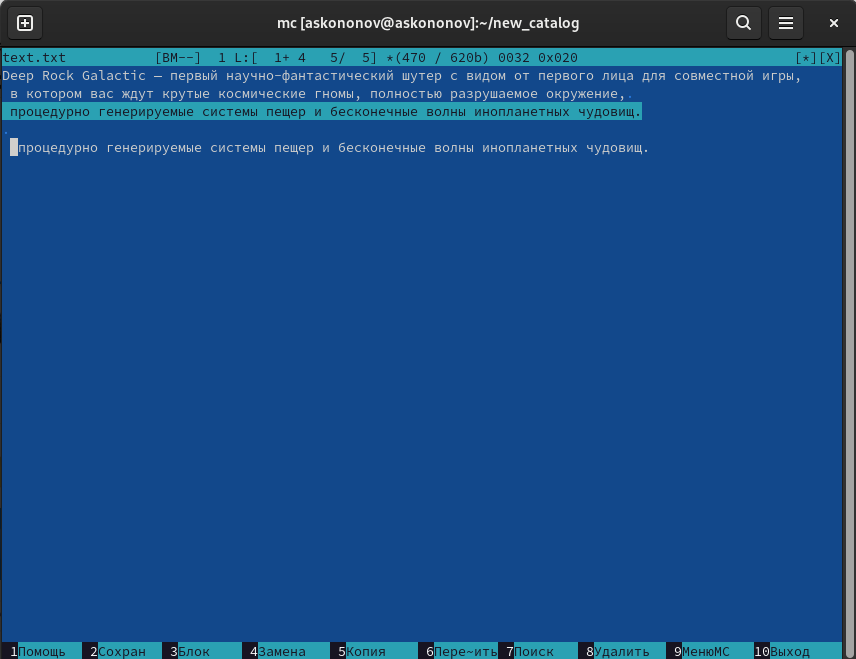 mc [askononov@askononov]:~/new_catalog
text.txt [BM--] 1 L:[ 1+ 4 5/ 5] *(470 / 620b) 0032 0x020 [*][X]
Deep Rock Galactic — первый научно-фантастический шутер с видом от первого лица для совместной игры,
в котором вас ждут крутые космические гномы, полностью разрушаемое окружение,.
процедурно генерируемые системы пещер и бесконечные волны инопланетных чудовищ.
.
процедурно генерируемые системы пещер и бесконечные волны инопланетных чудовищ.
1Помощь 2Сохран 3Блок 4Замена 5Копия 6Пере~ить 7Поиск 8Удалить 9МенюMC 10Выход